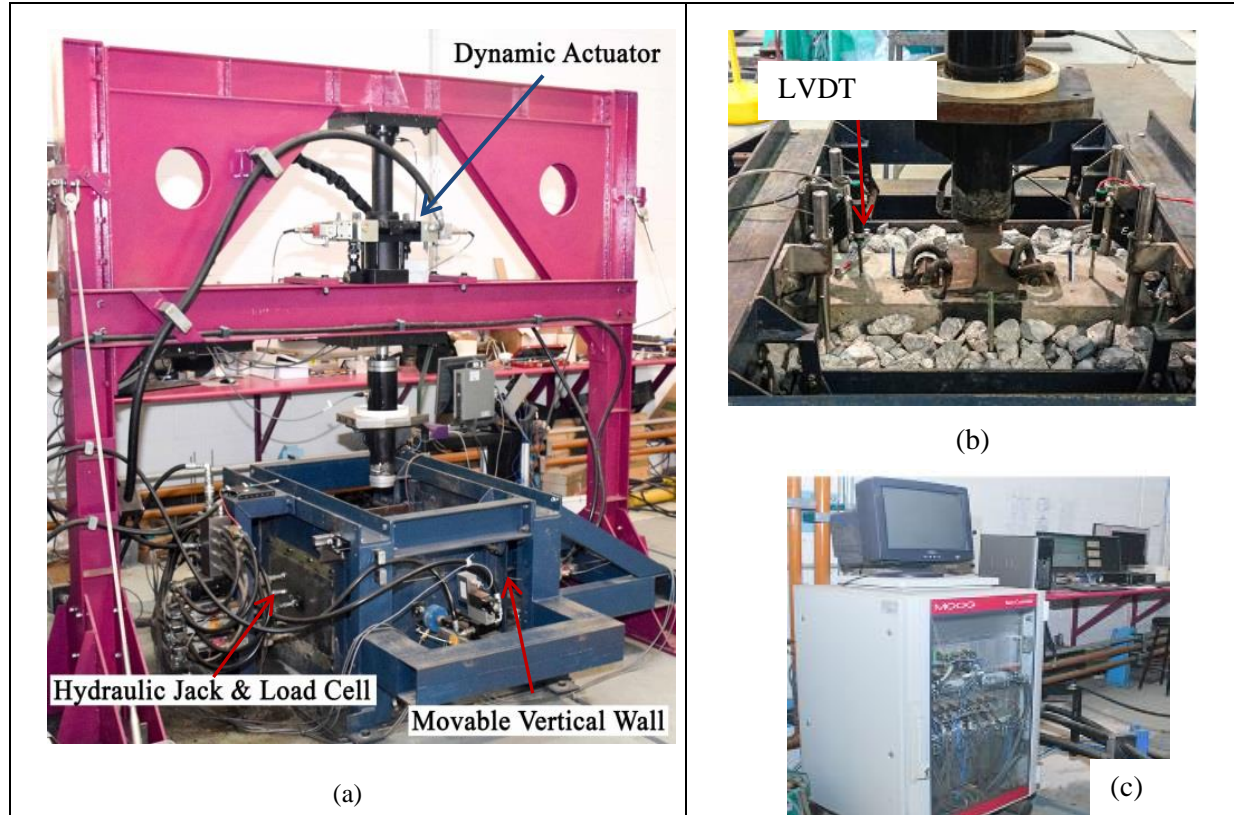 Dynamic Actuator
Hydraulic Jack & Load Cell
Movable Vertical Wall
(a)
LVDT
(b)
MOOG
(c)